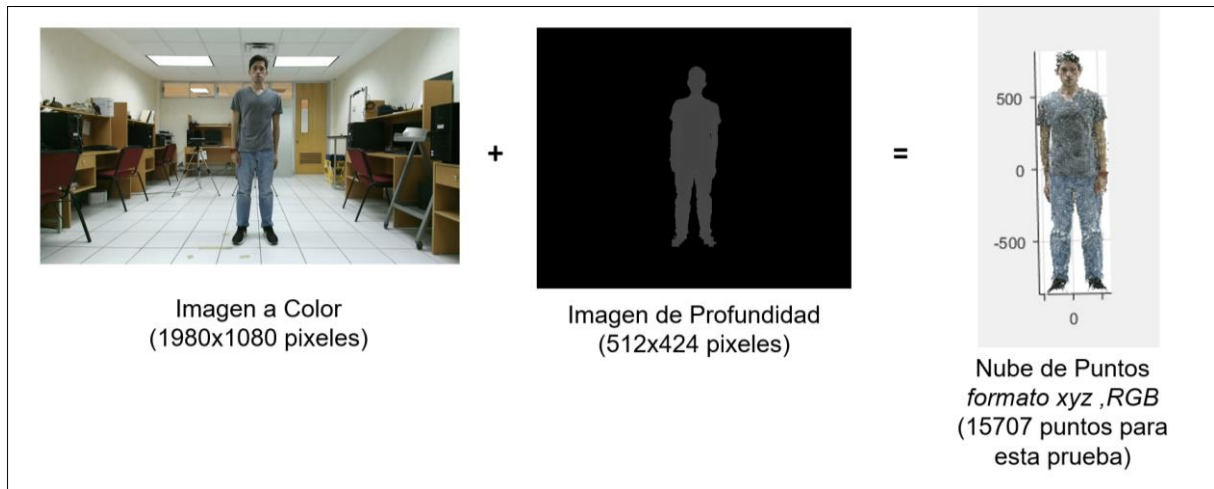 Imagen a Color
(1980x1080 pixeles)
+
Imagen de Profundidad
(512x424 pixeles)
=
500
0
-500
0
Nube de Puntos
formato xyz ,RGB
(15707 puntos para
esta prueba)